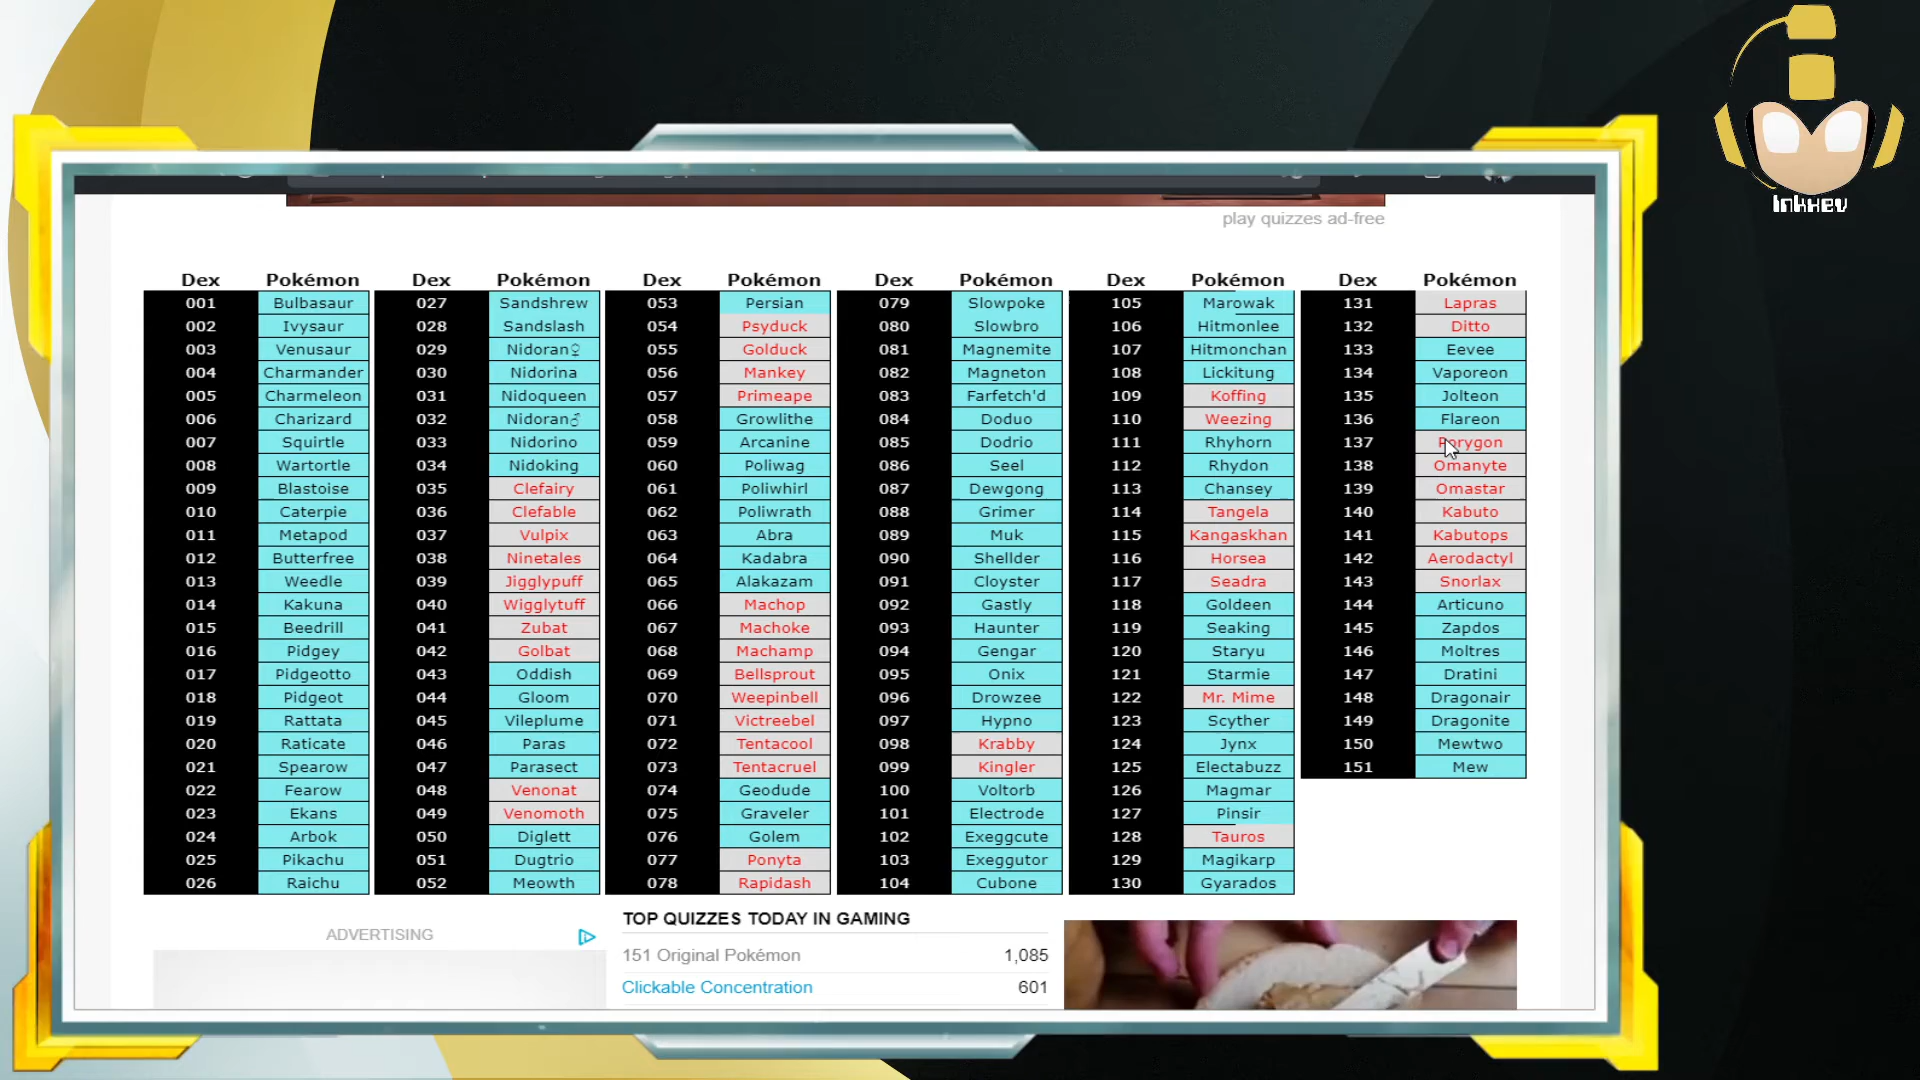 InkHev
play quizzes ad-free
Dex Pokémon Dex Pokémon Dex Pokémon Dex Pokémon Dex Pokémon Dex Pokémon
001 Bulbasaur 027 Sandshrew 053 Persian 079 Slowpoke 105 Marowak 131 Lapras
002 Ivysaur 028 Sandslash 054 Psyduck 080 Slowbro 106 Hitmonlee 132 Ditto
003 Venusaur 029 Nidoran♀ 055 Golduck 081 Magnemite 107 Hitmonchan 133 Eevee
004 Charmander 030 Nidorina 056 Mankey 082 Magneton 108 Lickitung 134 Vaporeon
005 Charmeleon 031 Nidoqueen 057 Primeape 083 Farfetch'd 109 Koffing 135 Jolteon
006 Charizard 032 Nidoran♂ 058 Growlithe 084 Doduo 110 Weezing 136 Flareon
007 Squirtle 033 Nidorino 059 Arcanine 085 Dodrio 111 Rhyhorn 137 Porygon
008 Wartortle 034 Nidoking 060 Poliwag 086 Seel 112 Rhydon 138 Omanyte
009 Blastoise 035 Clefairy 061 Poliwhirl 087 Dewgong 113 Chansey 139 Omastar
010 Caterpie 036 Clefable 062 Poliwrath 088 Grimer 114 Tangela 140 Kabuto
011 Metapod 037 Vulpix 063 Abra 089 Muk 115 Kangaskhan 141 Kabutops
012 Butterfree 038 Ninetales 064 Kadabra 090 Shellder 116 Horsea 142 Aerodactyl
013 Weedle 039 Jigglypuff 065 Alakazam 091 Cloyster 117 Seadra 143 Snorlax
014 Kakuna 040 Wigglytuff 066 Machop 092 Gastly 118 Goldeen 144 Articuno
015 Beedrill 041 Zubat 067 Machoke 093 Haunter 119 Seaking 145 Zapdos
016 Pidgey 042 Golbat 068 Machamp 094 Gengar 120 Staryu 146 Moltres
017 Pidgeotto 043 Oddish 069 Bellsprout 095 Onix 121 Starmie 147 Dratini
018 Pidgeot 044 Gloom 070 Weepinbell 096 Drowzee 122 Mr. Mime 148 Dragonair
019 Rattata 045 Vileplume 071 Victreebel 097 Hypno 123 Scyther 149 Dragonite
020 Raticate 046 Paras 072 Tentacool 098 Krabby 124 Jynx 150 Mewtwo
021 Spearow 047 Parasect 073 Tentacruel 099 Kingler 125 Electabuzz 151 Mew
022 Fearow 048 Venonat 074 Geodude 100 Voltorb 126 Magmar
023 Ekans 049 Venomoth 075 Graveler 101 Electrode 127 Pinsir
024 Arbok 050 Diglett 076 Golem 102 Exeggcute 128 Tauros
025 Pikachu 051 Dugtrio 077 Ponyta 103 Exeggutor 129 Magikarp
026 Raichu 052 Meowth 078 Rapidash 104 Cubone 130 Gyarados
ADVERTISING
TOP QUIZZES TODAY IN GAMING
151 Original Pokémon 1,085
Clickable Concentration 601